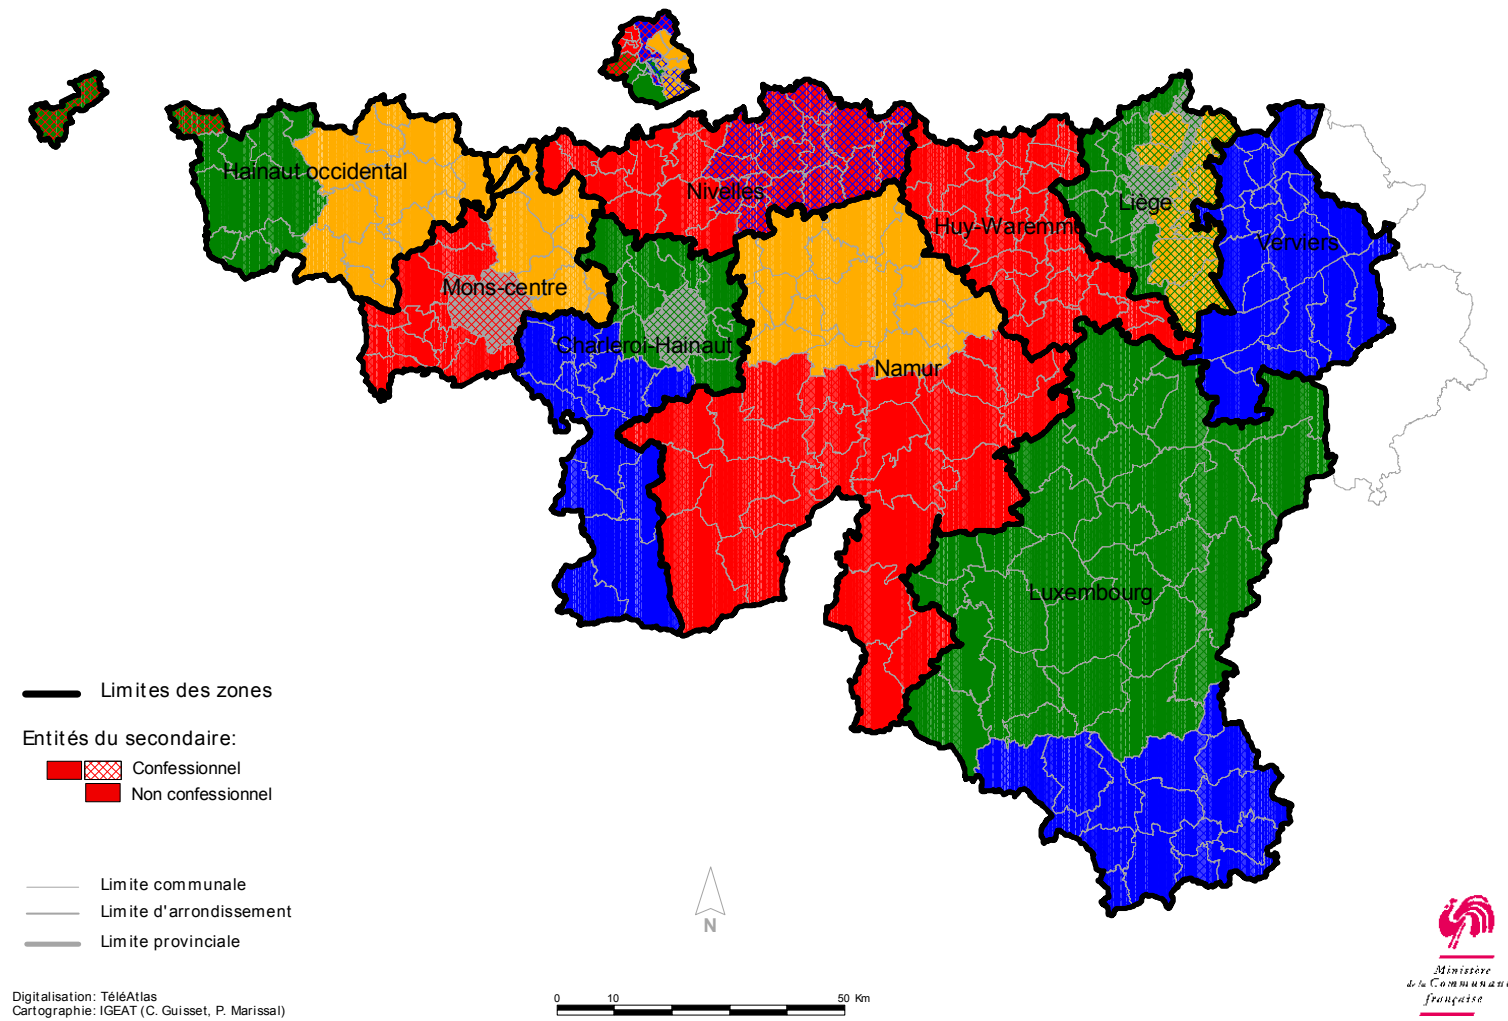 Hainaut occidental
Nivelles
Huy-Waremme
Liège
Verviers
Mons-centre
Charleroi-Hainaut
Namur
Luxembourg
Limites des zones
Entités du secondaire:
Confessionnel
Non confessionnel
Limite communale
Limite d'arrondissement
Limite provinciale
N
Digitalisation: TéléAtlas
Cartographie: IGEAT (C. Guisset, P. Marissal)
0 10 50 Km
Ministère
de la Communauté
française